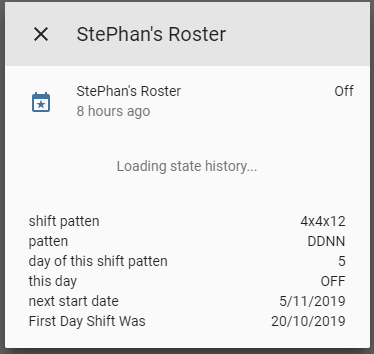 StePhan's Roster
StePhan's Roster Off
8 hours ago
Loading state history...
shift patten 4x4x12
patten DDNN
day of this shift patten 5
this day OFF
next start date 5/11/2019
First Day Shift Was 20/10/2019